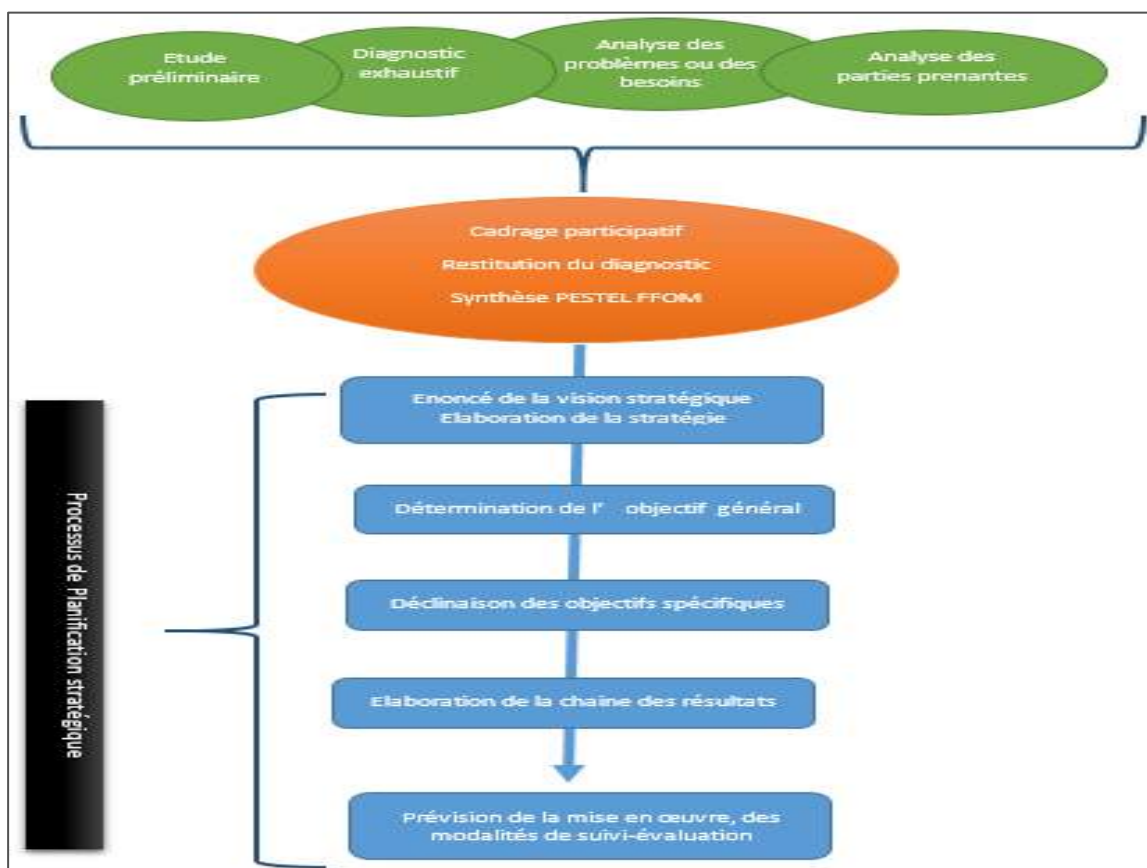 Etude
préliminaire
Diagnostic
exhaustif
Analyse des
problèmes ou des
besoins
Analyse des
parties prenantes
Cadrage participatif
Restitution du diagnostic
Synthèse PESTEL FFOM
Processus de Planification stratégique
Enoncé de la vision stratégique
Elaboration de la stratégie
Détermination de l' objectif général
Déclinaison des objectifs spécifiques
Elaboration de la chaine des résultats
Prévision de la mise en œuvre, des
modalités de suivi-évaluation